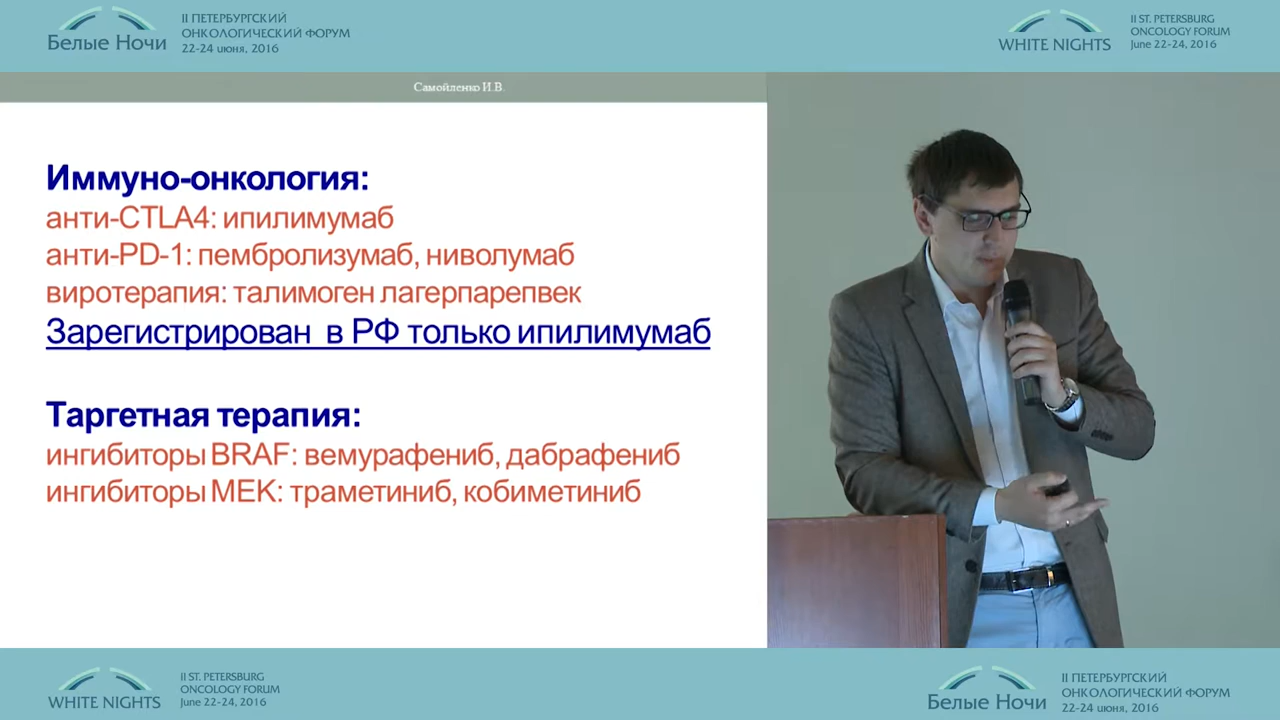 Белые Ночи
II ПЕТЕРБУРГСКИЙ
ОНКОЛОГИЧЕСКИЙ ФОРУМ
22-24 июня, 2016
WHITE NIGHTS
II ST. PETERSBURG
ONCOLOGY FORUM
June 22-24, 2016
Самойленко И.В.
Иммуно-онкология:
анти-CTLA4: ипилимумаб
анти-PD-1: пембролизумаб, ниволумаб
виротерапия: талимоген лагерпарепвек
Зарегистрирован в РФ только ипилимумаб
Таргетная терапия:
ингибиторы BRAF: вемурафениб, дабрафениб
ингибиторы MEK: траметиниб, кобиметиниб
WHITE NIGHTS
II ST. PETERSBURG
ONCOLOGY FORUM
June 22-24, 2016
Белые Ночи
II ПЕТЕРБУРГСКИЙ
ОНКОЛОГИЧЕСКИЙ ФОРУМ
22-24 июня, 2016